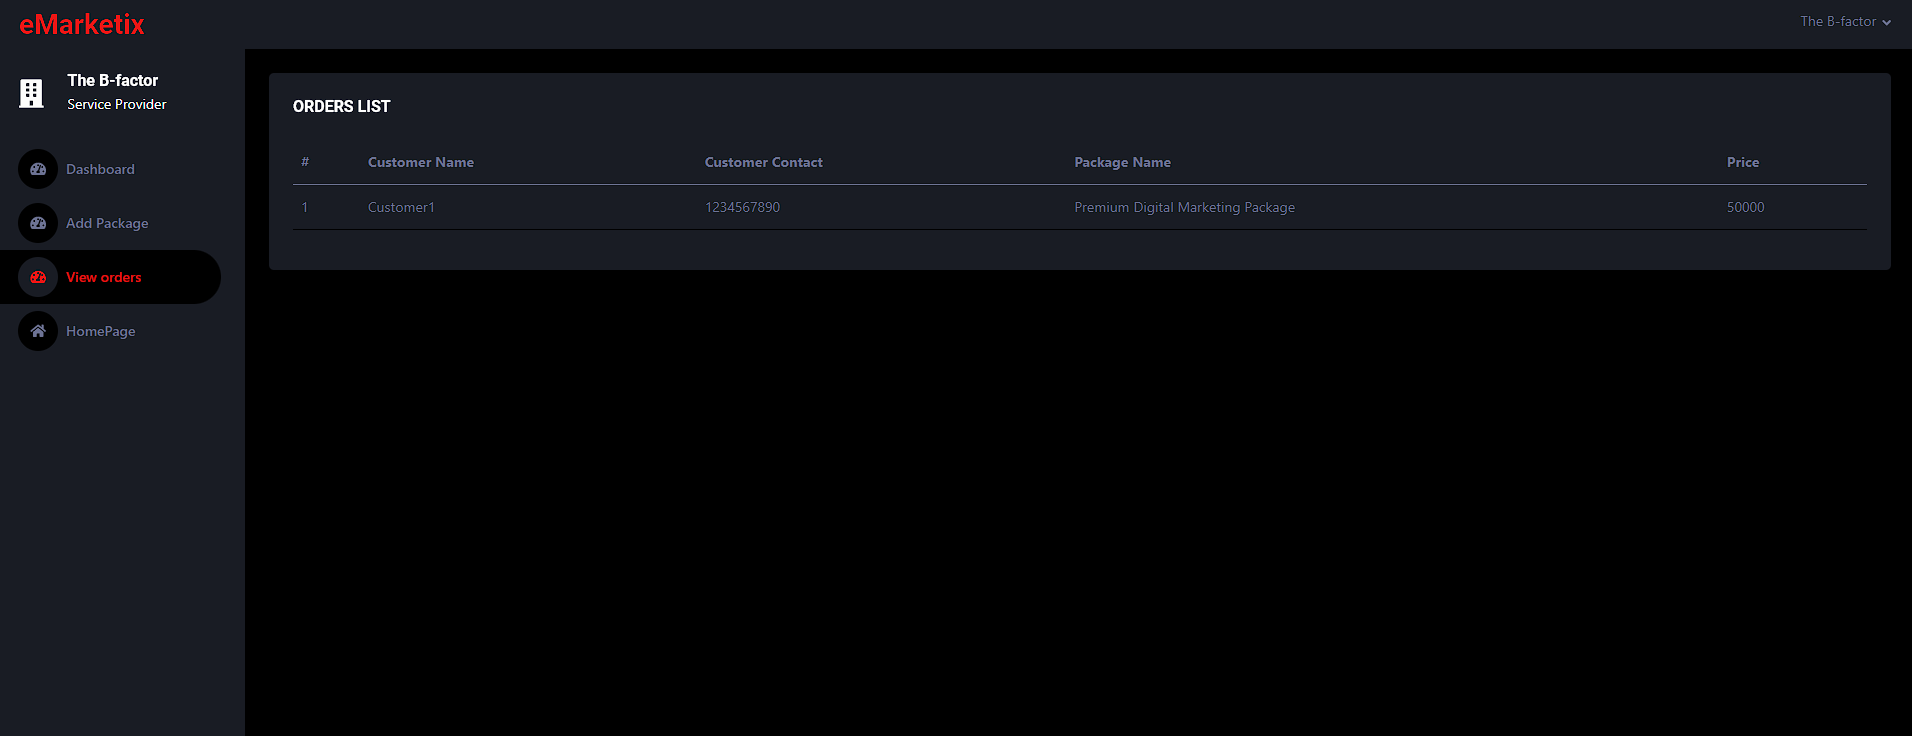 eMarketix
The B-factor
The B-factor
Service Provider
Dashboard
Add Package
View orders
HomePage
ORDERS LIST
# Customer Name Customer Contact Package Name Price
1 Customer1 1234567890 Premium Digital Marketing Package 50000